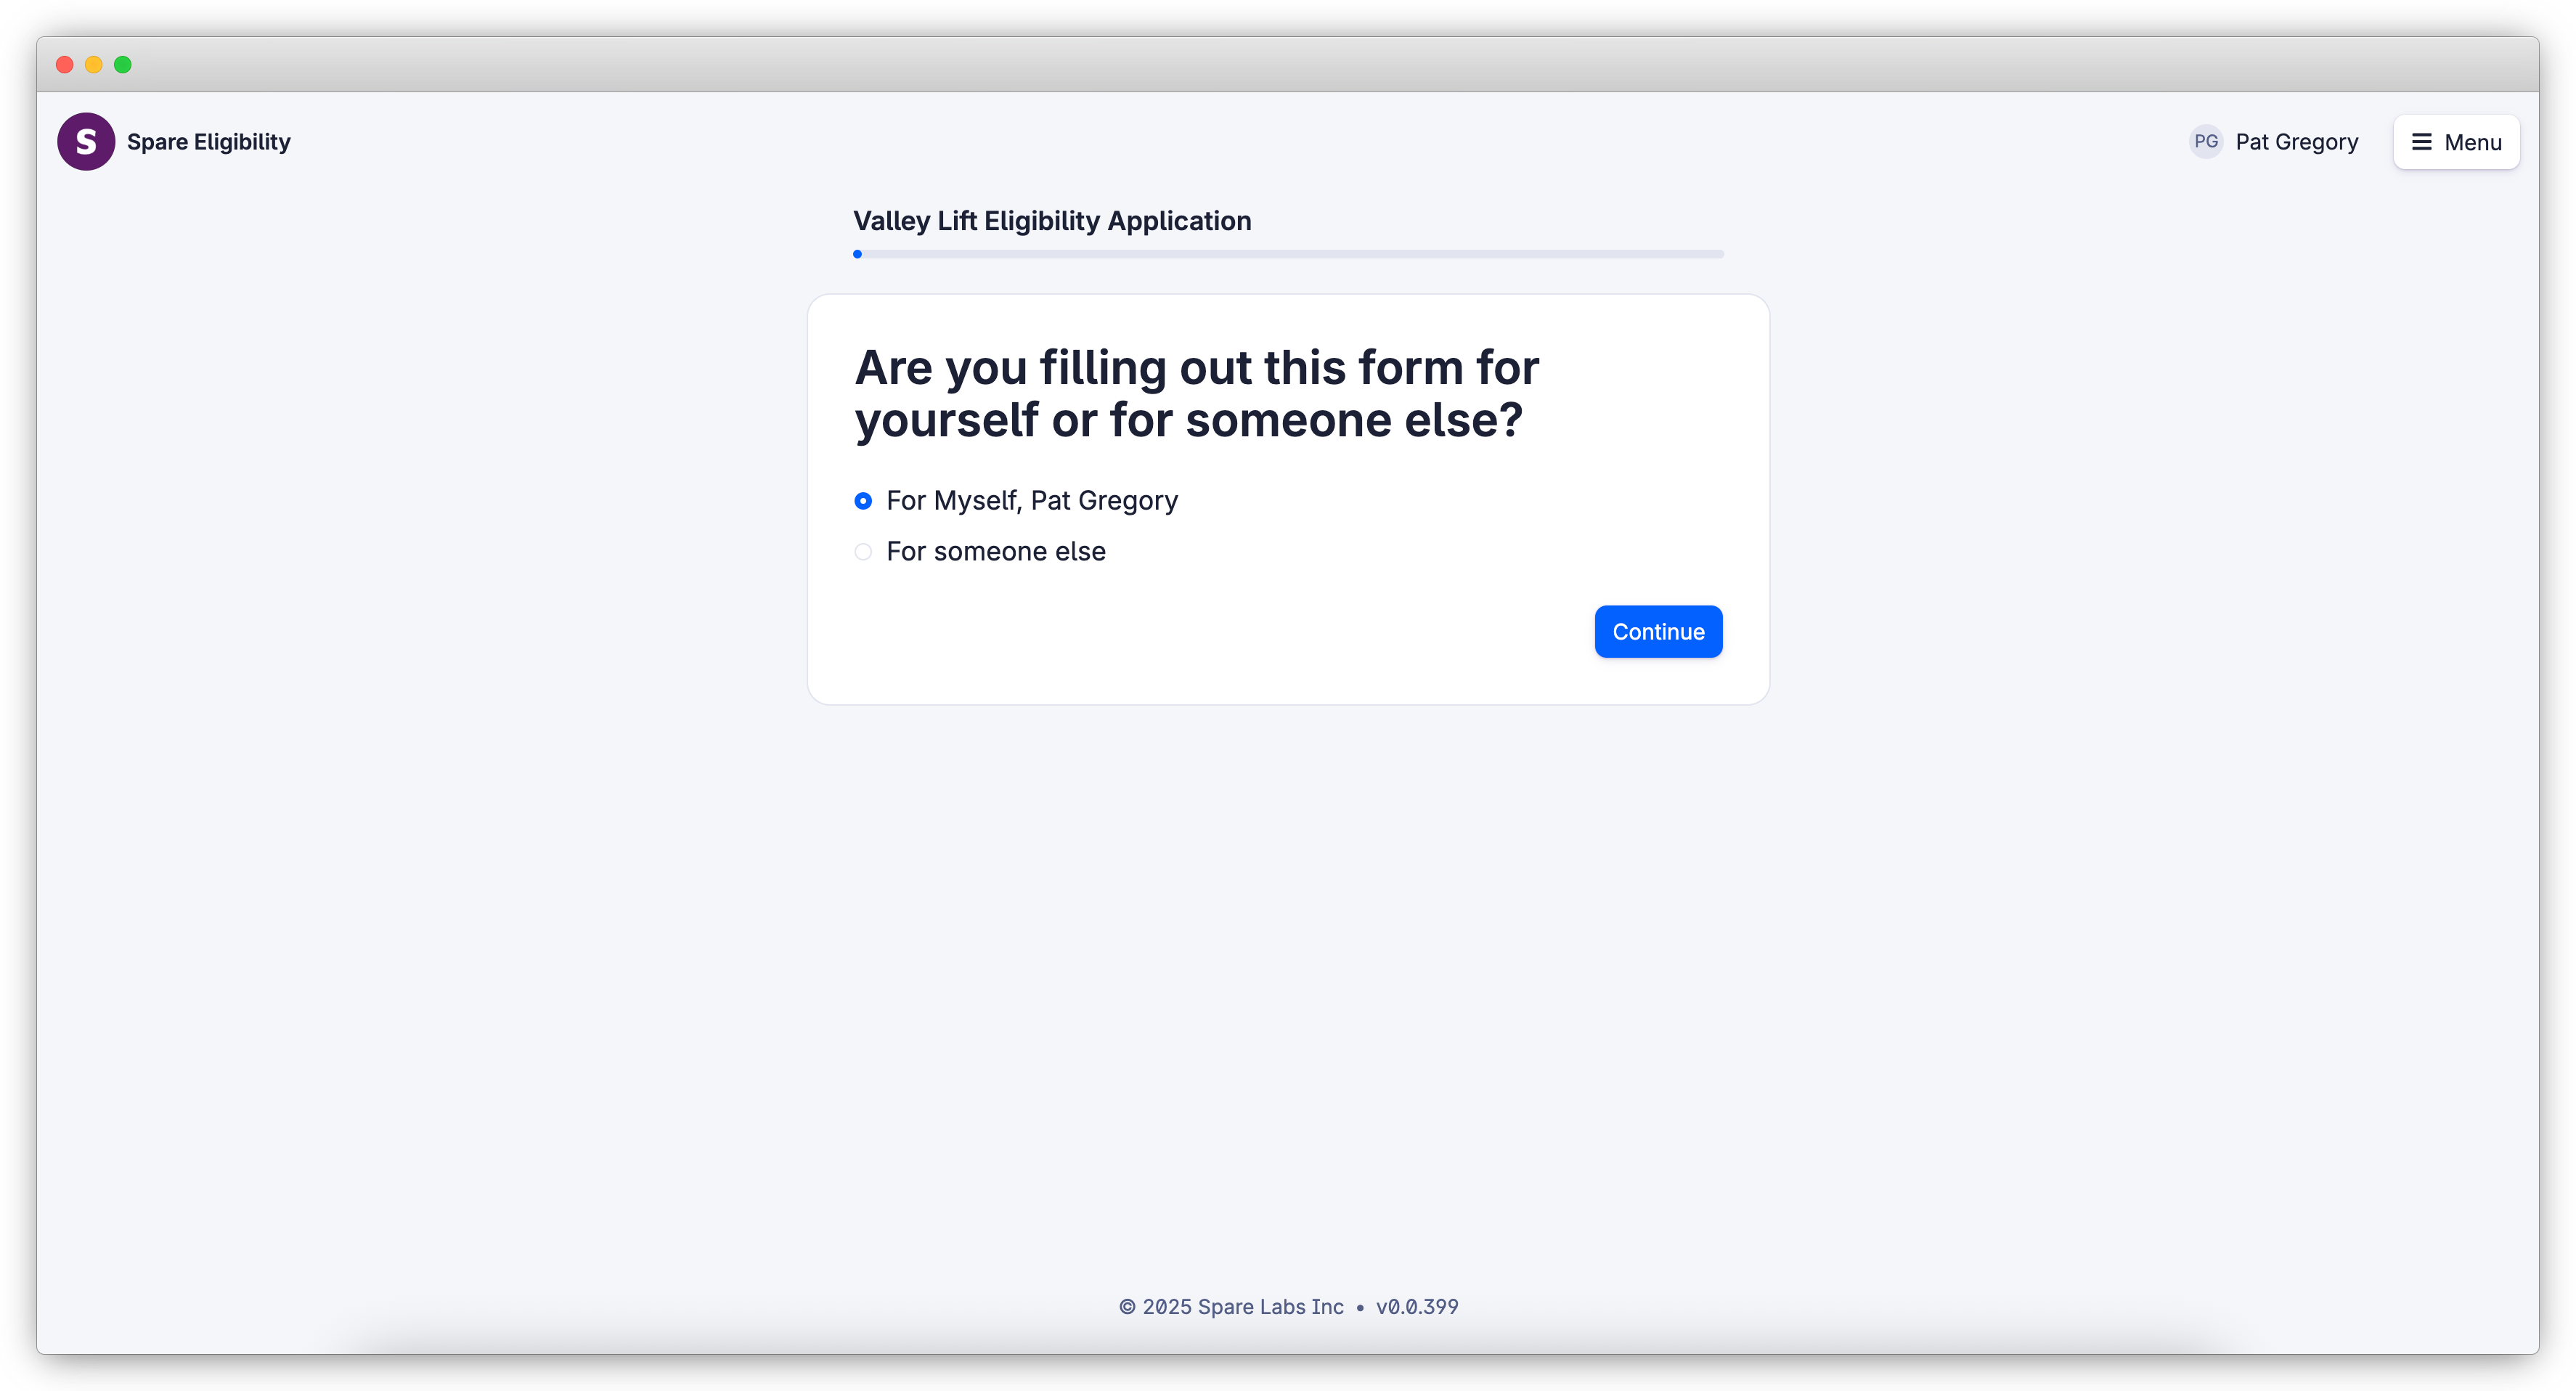 S
Spare Eligibility
PG
Pat Gregory
Menu
Valley Lift Eligibility Application
Are you filling out this form for
yourself or for someone else?
For Myself, Pat Gregory
For someone else
Continue
© 2025 Spare Labs Inc • v0.0.399